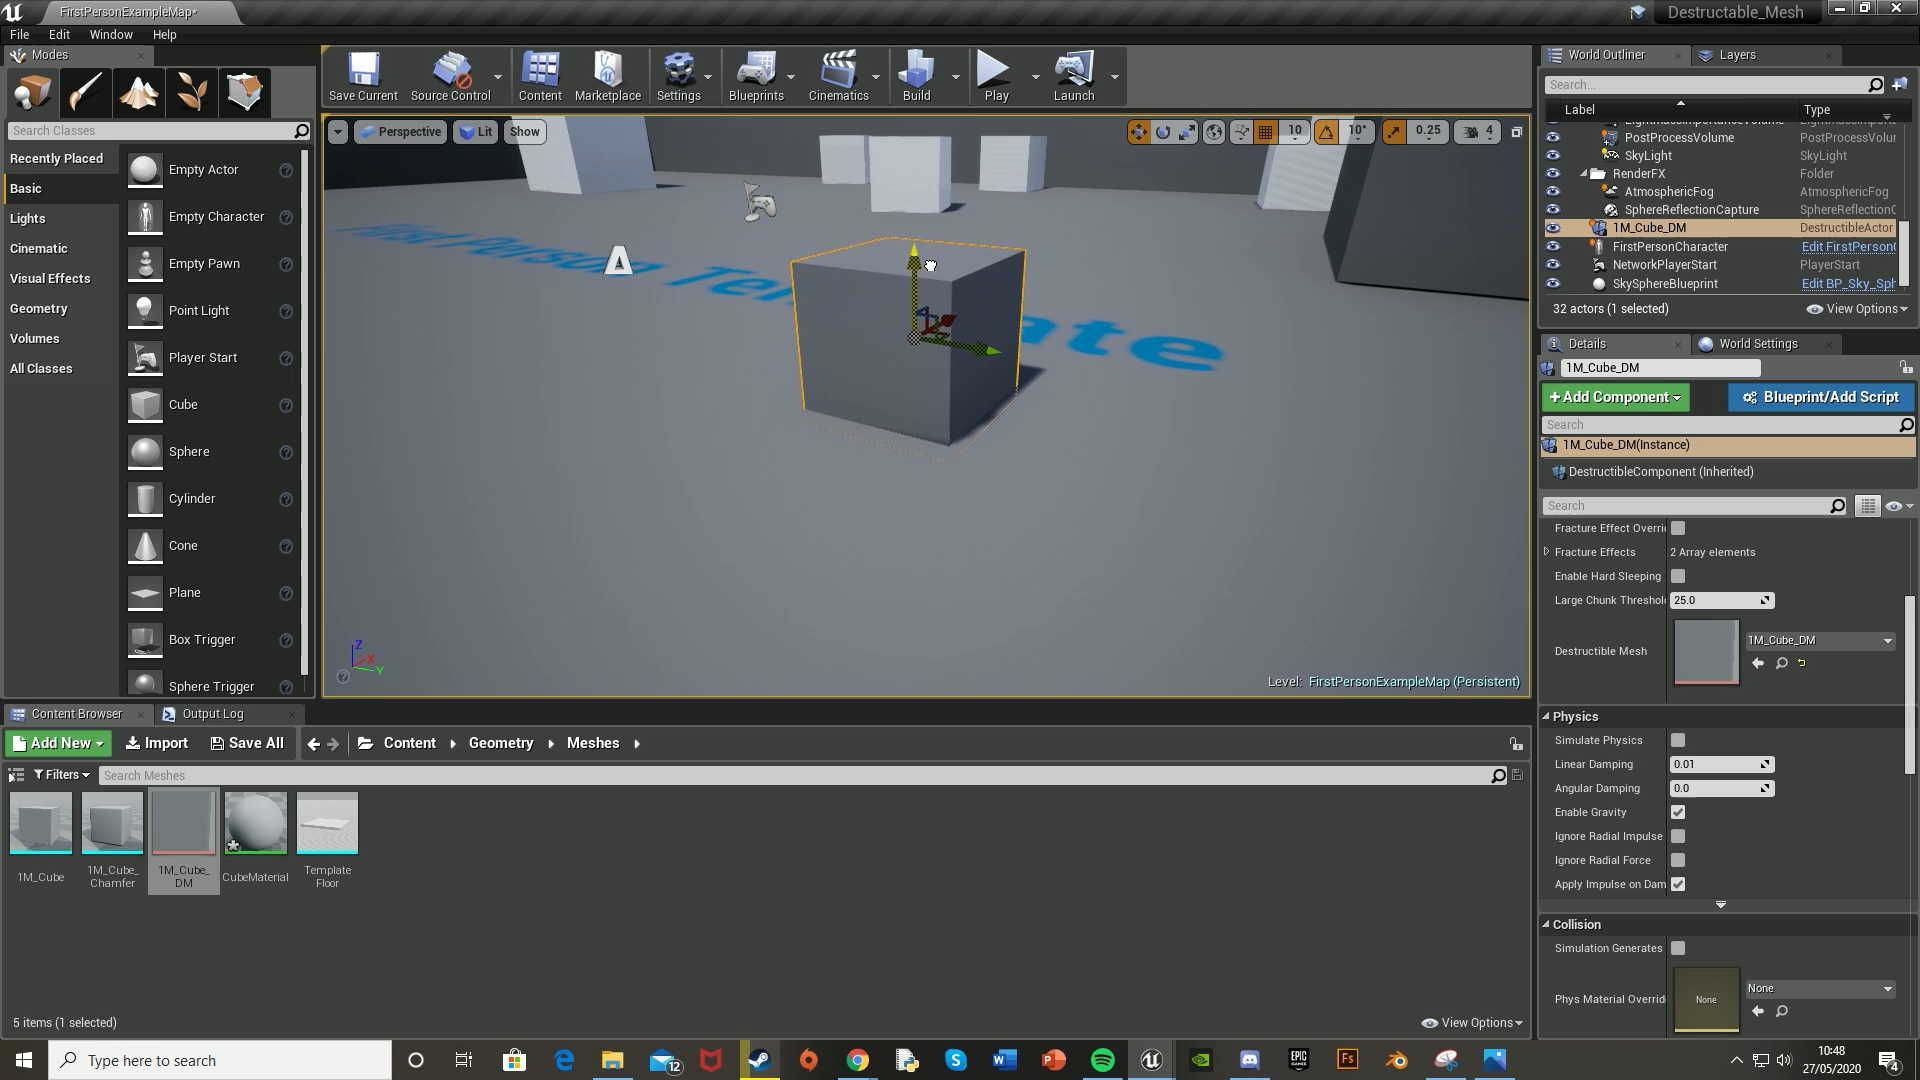 FirstPersonExampleMap*
Destructable_Mesh
File Edit Window Help
Modes
Search Classes
Recently Placed
Basic
Lights
Cinematic
Visual Effects
Geometry
Volumes
All Classes
Empty Actor
Empty Character
Empty Pawn
Point Light
Player Start
Cube
Sphere
Cylinder
Cone
Plane
Box Trigger
Sphere Trigger
Save Current Source Control Content Marketplace Settings Blueprints Cinematics Build Play Launch
Perspective Lit Show
10 10° 0.25 4
Level: FirstPersonExampleMap (Persistent)
World Outliner Layers
Search...
Label Type
PostProcessVolume PostProcessVolur
SkyLight SkyLight
RenderFX Folder
AtmosphericFog AtmosphericFog
SphereReflectionCapture SphereReflectionC
1M_Cube_DM DestructibleActor
FirstPersonCharacter Edit FirstPerson
NetworkPlayerStart PlayerStart
SkySphereBlueprint Edit BP_Sky_Sph
32 actors (1 selected) View Options
Details World Settings
1M_Cube_DM
+Add Component Blueprint/Add Script
Search
1M_Cube_DM(Instance)
DestructibleComponent (Inherited)
Search
Fracture Effect Overri
Fracture Effects 2 Array elements
Enable Hard Sleeping
Large Chunk Threshol 25.0
Destructible Mesh 1M_Cube_DM
Physics
Simulate Physics
Linear Damping 0.01
Angular Damping 0.0
Enable Gravity
Ignore Radial Impulse
Ignore Radial Force
Apply Impulse on Dam
Collision
Simulation Generates
Phys Material Overrid None None
Content Browser Output Log
Add New Import Save All Content Geometry Meshes
Filters Search Meshes
1M_Cube
1M_Cube_Chamfer
1M_Cube_DM
CubeMaterial
Template Floor
5 items (1 selected) View Options
Type here to search
12
10:48
27/05/2020
4